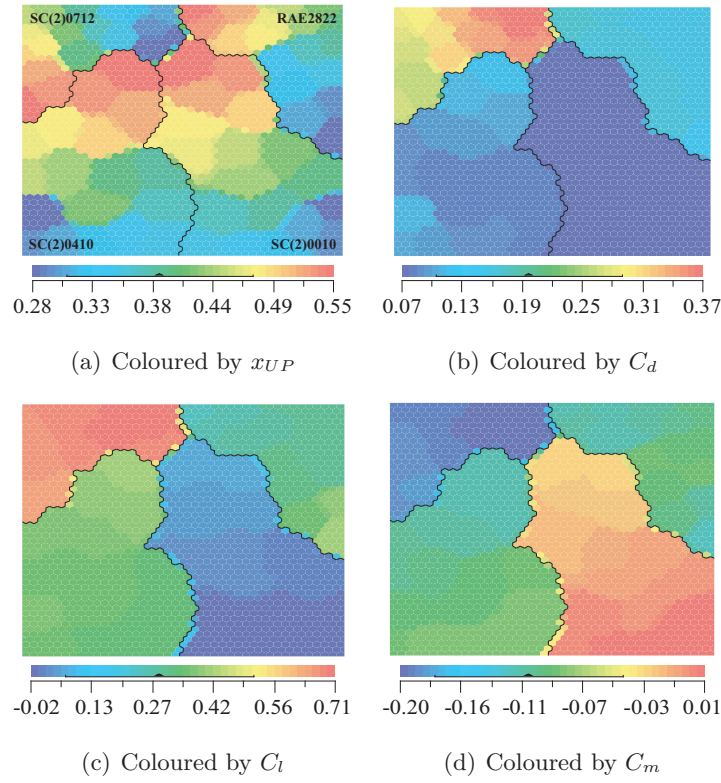 SC(2)0712 RAE2822
SC(2)0410 SC(2)0010
0.28 0.33 0.38 0.44 0.49 0.55
0.07 0.13 0.19 0.25 0.31 0.37
(a) Coloured by x_{UP}
(b) Coloured by C_d
-0.02 0.13 0.27 0.42 0.56 0.71
-0.20 -0.16 -0.11 -0.07 -0.03 0.01
(c) Coloured by C_l
(d) Coloured by C_m